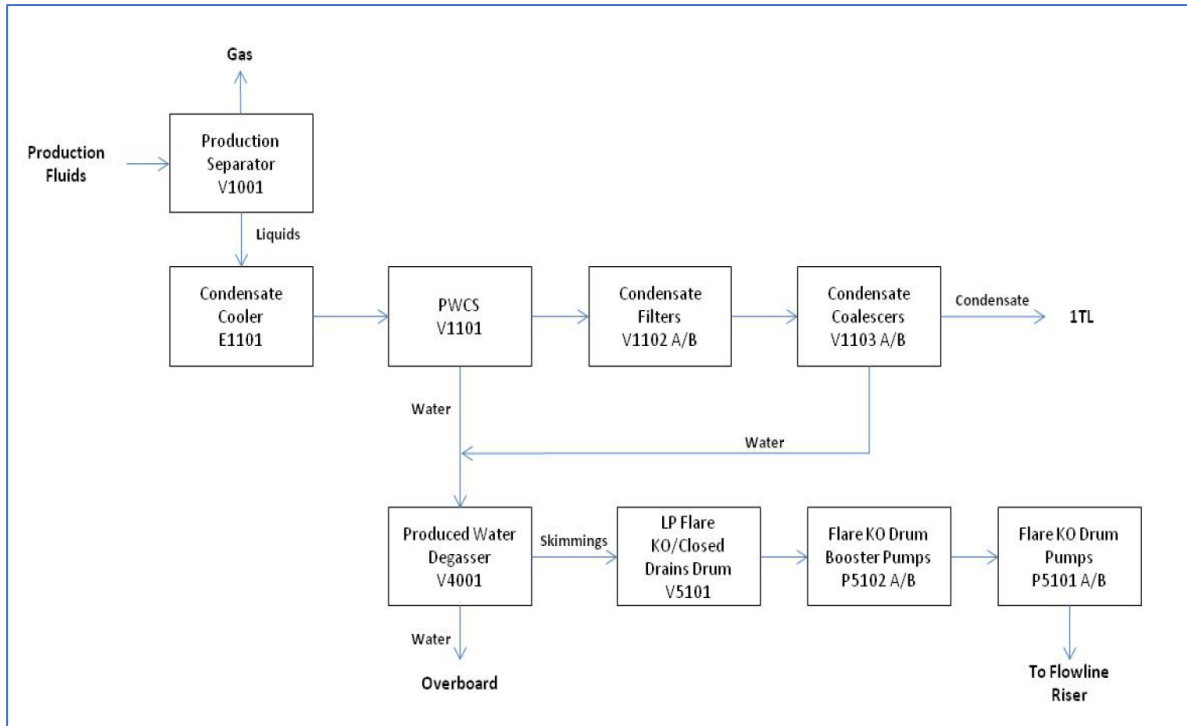 Gas
Production
Fluids
Production
Separator
V1001
Liquids
Condensate
Cooler
E1101
PWCS
V1101
Condensate
Filters
V1102 A/B
Condensate
Coalescers
V1103 A/B
Condensate
1TL
Water
Water
Produced Water
Degasser
V4001
Skimmings
LP Flare
KO/Closed
Drains Drum
V5101
Flare KO Drum
Booster Pumps
P5102 A/B
Flare KO Drum
Pumps
P5101 A/B
Water
Overboard
To Flowline
Riser